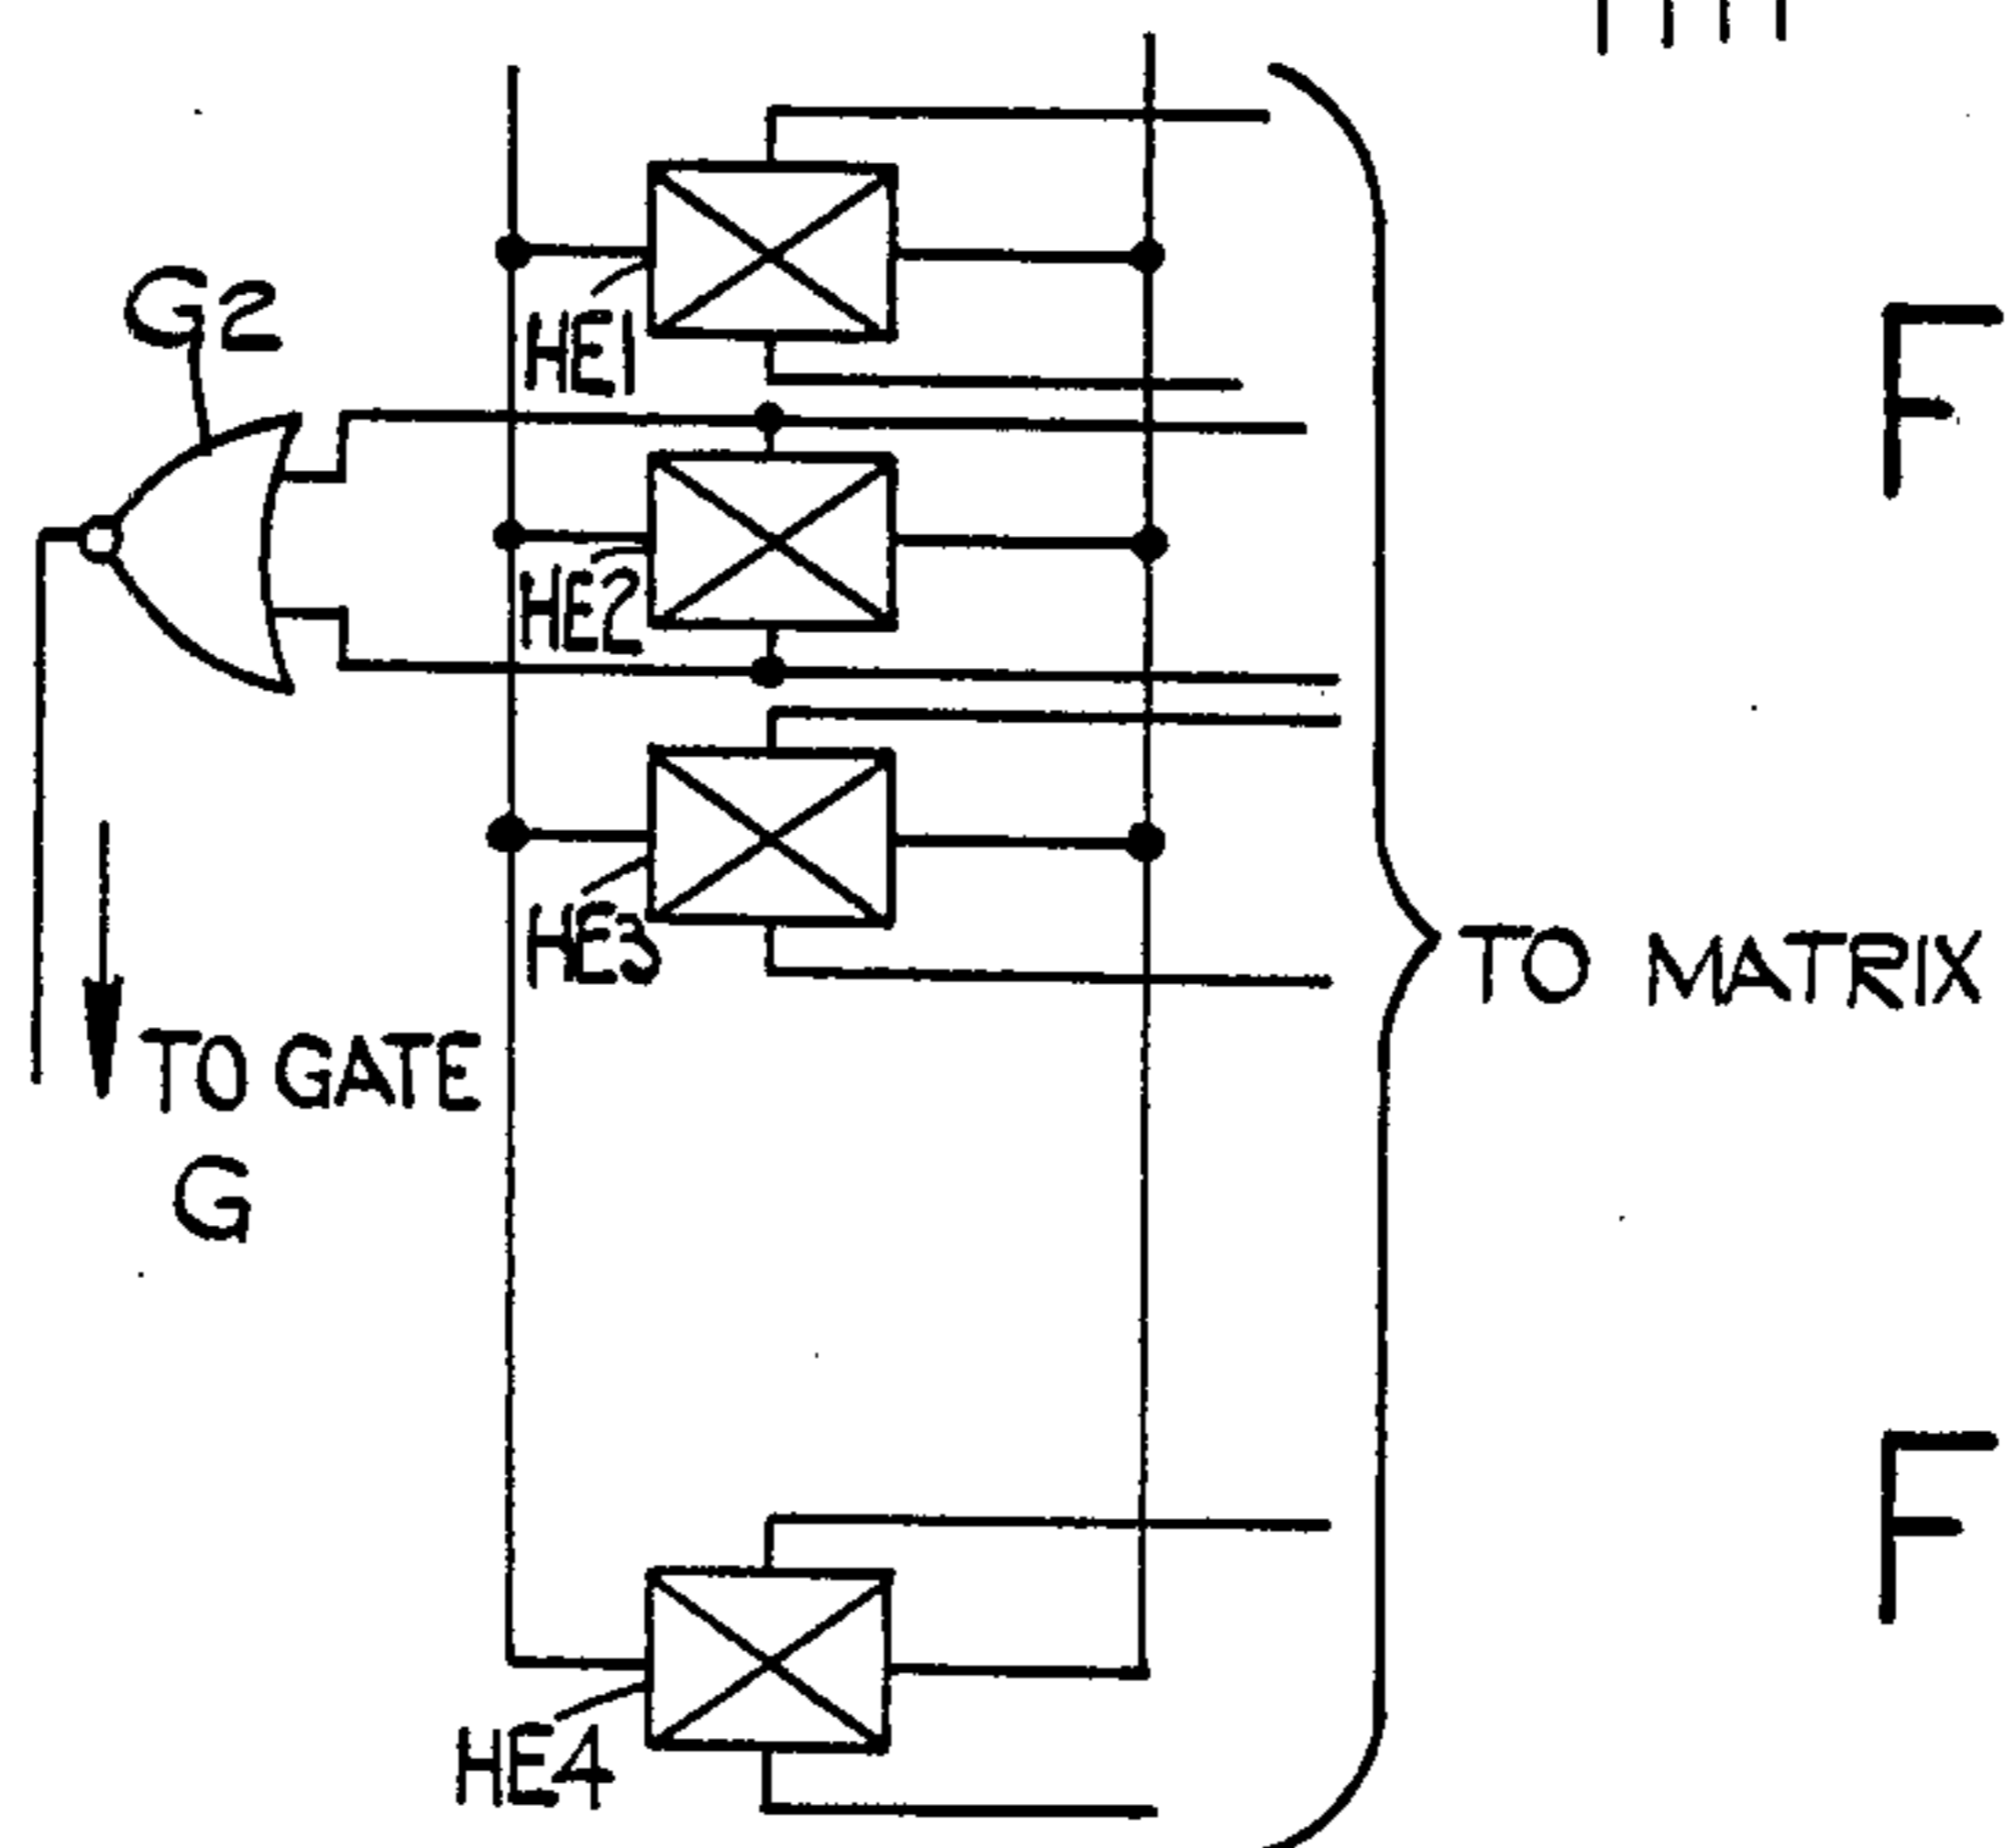 G2
HE1
F
HE2
HE3
TO MATRIX
TO GATE
G
F
HE4